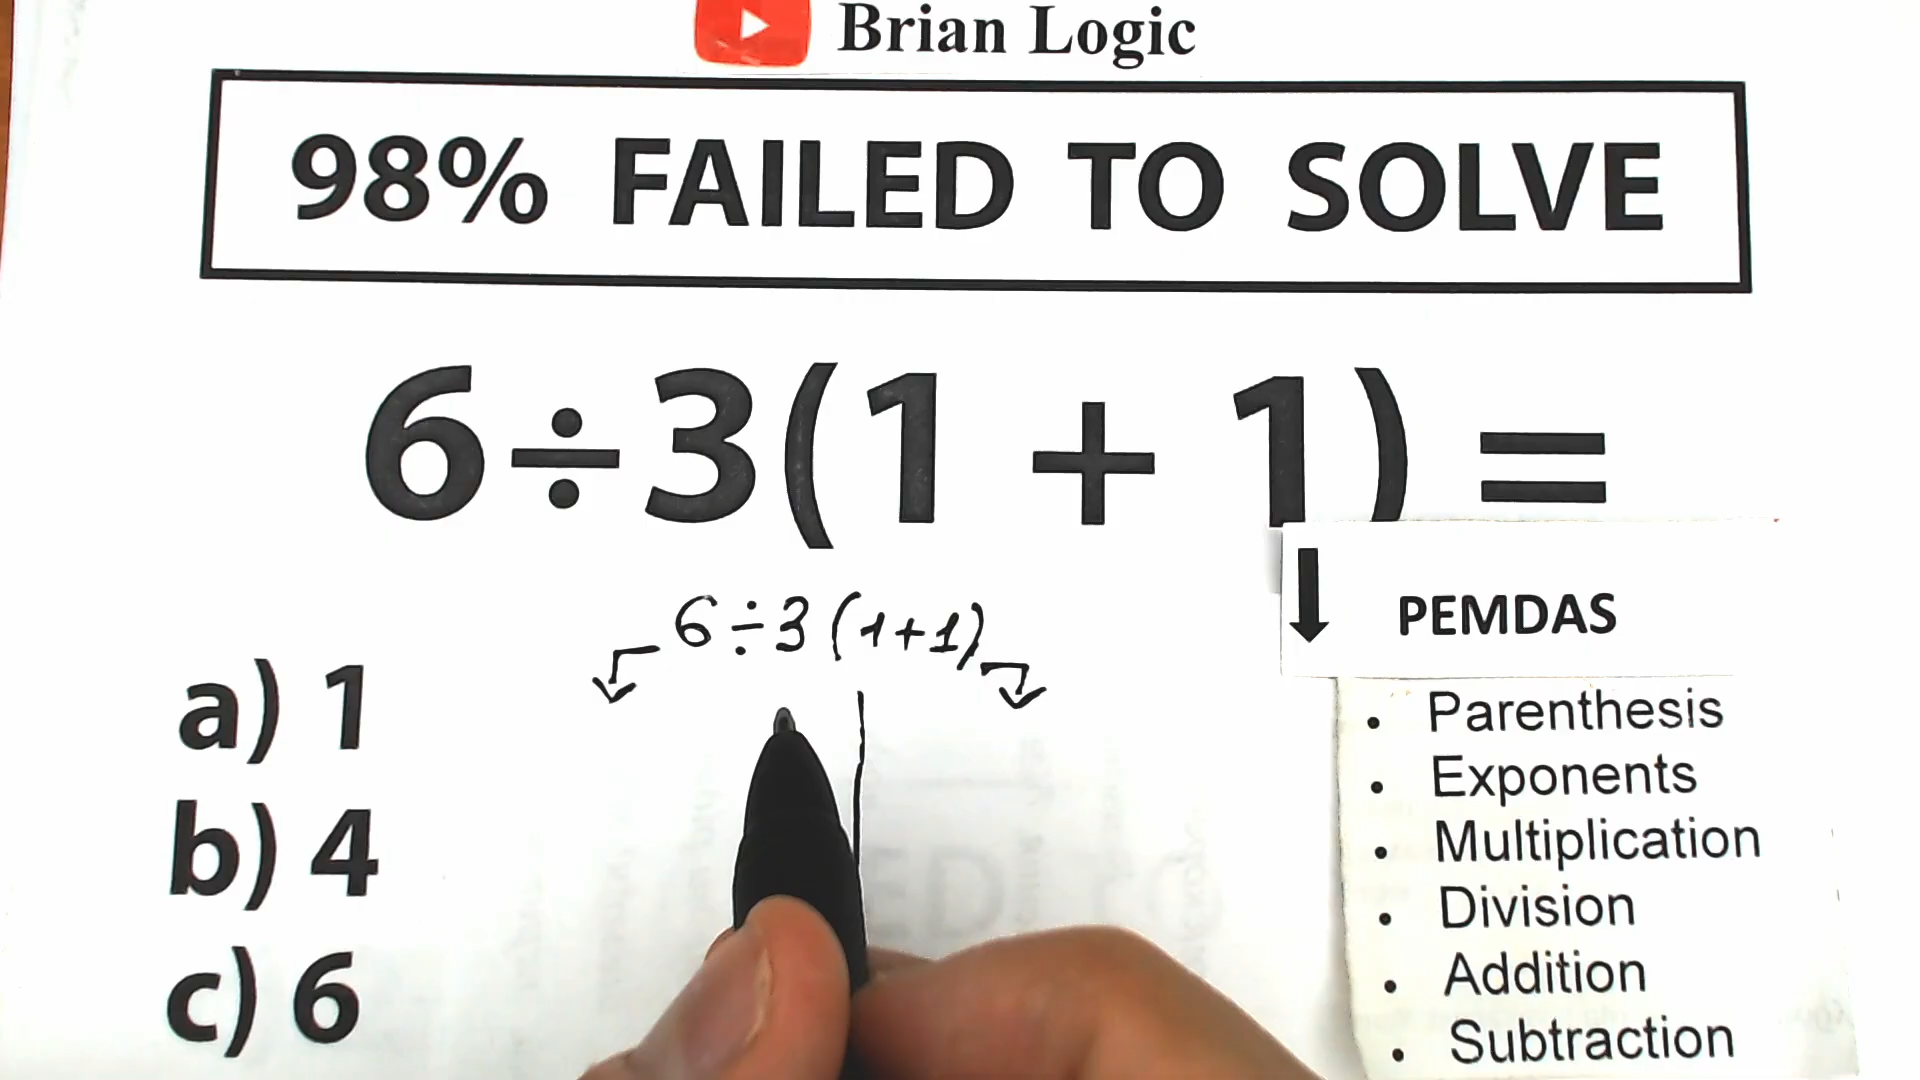 Brian Logic
98% FAILED TO SOLVE
6÷3(1 + 1) =
6÷3(1+1)
a) 1
b) 4
c) 6
PEMDAS
• Parenthesis
• Exponents
• Multiplication
• Division
• Addition
• Subtraction